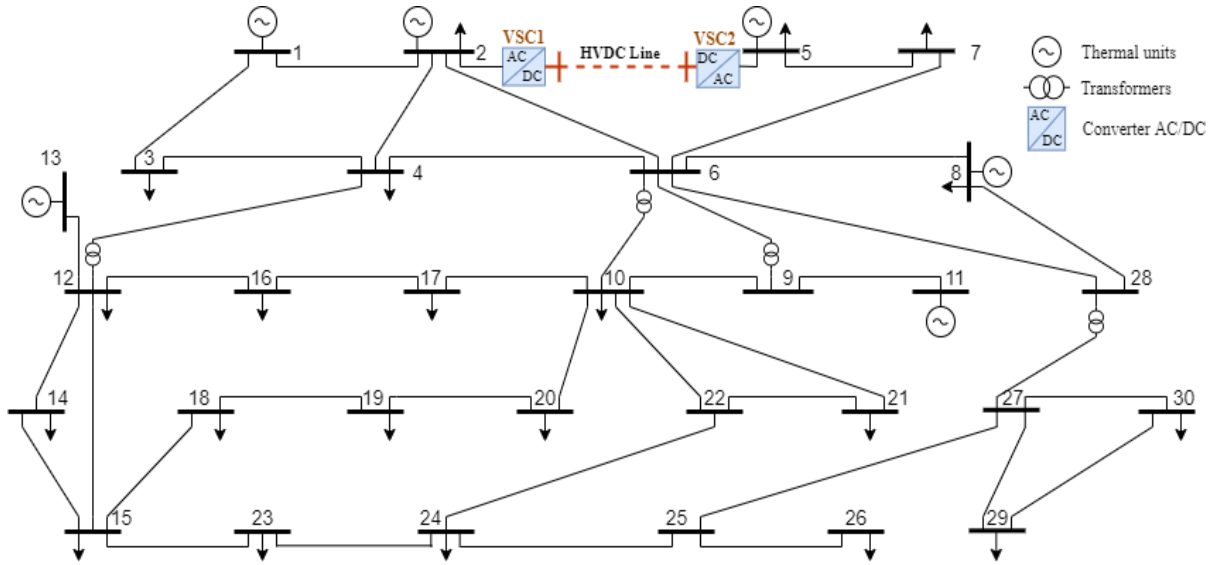 VSC1
HVDC Line
VSC2
1
2
AC
DC
DC
AC
5
7
Thermal units
Transformers
AC
DC
Converter AC/DC
13
3
4
6
8
12
16
17
10
9
11
28
14
18
19
20
22
21
27
30
15
23
24
25
26
29